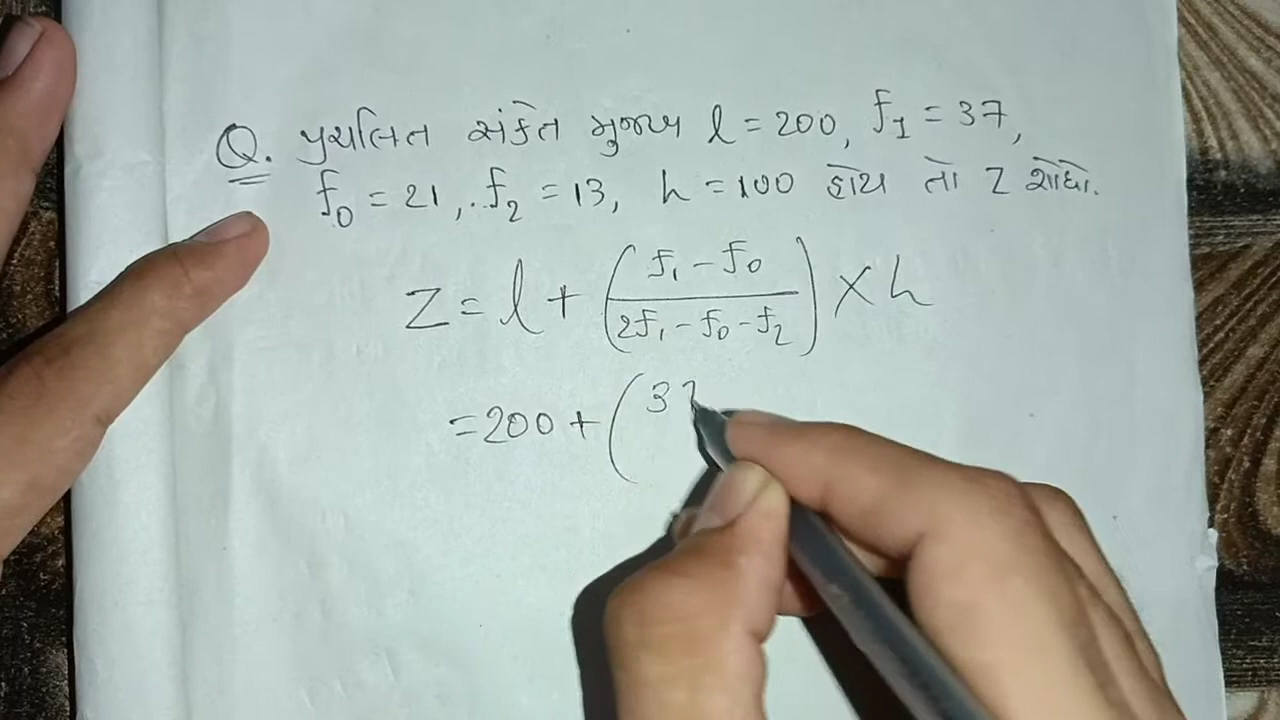 Q. પ્રચલિત સંકેત મુજબ l = 200, f₁ = 37,
f₀ = 21, f₂ = 13, h = 100 હોય તો Z શોધો.
Z = l + ( f₁ - f₀ / 2f₁ - f₀ - f₂ ) × h
= 200 + ( 37